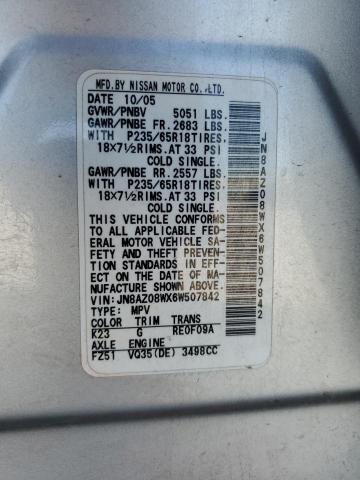 MFD.BY NISSAN MOTOR CO.,LTD.
DATE 10/05
GVWR/PNBV 5051 LBS.
GAWR/PNBE FR.2683 LBS.
WITH P235/65R18TIRES.
18X7½RIMS.AT 33 PSI
COLD SINGLE.
GAWR/PNBE RR.2557 LBS.
WITH P235/65R18TIRES.
18X7½RIMS.AT 33 PSI
COLD SINGLE.
THIS VEHICLE CONFORMS
TO ALL APPLICABLE FED-
ERAL MOTOR VEHICLE SA-
FETY AND THEFT PREV-
ENTION STANDARDS IN EFF-
ECT ON THE DATE OF MA-
NUFACTURE SHOWN ABOVE.
VIN:JN8AZ08WX6W507842
TYPE: MPV
COLOR TRIM TRANS
K23 G RE0F09A
AXLE ENGINE
FZ51 VQ35(DE) 3498CC
JN8AZ08WX6W507842